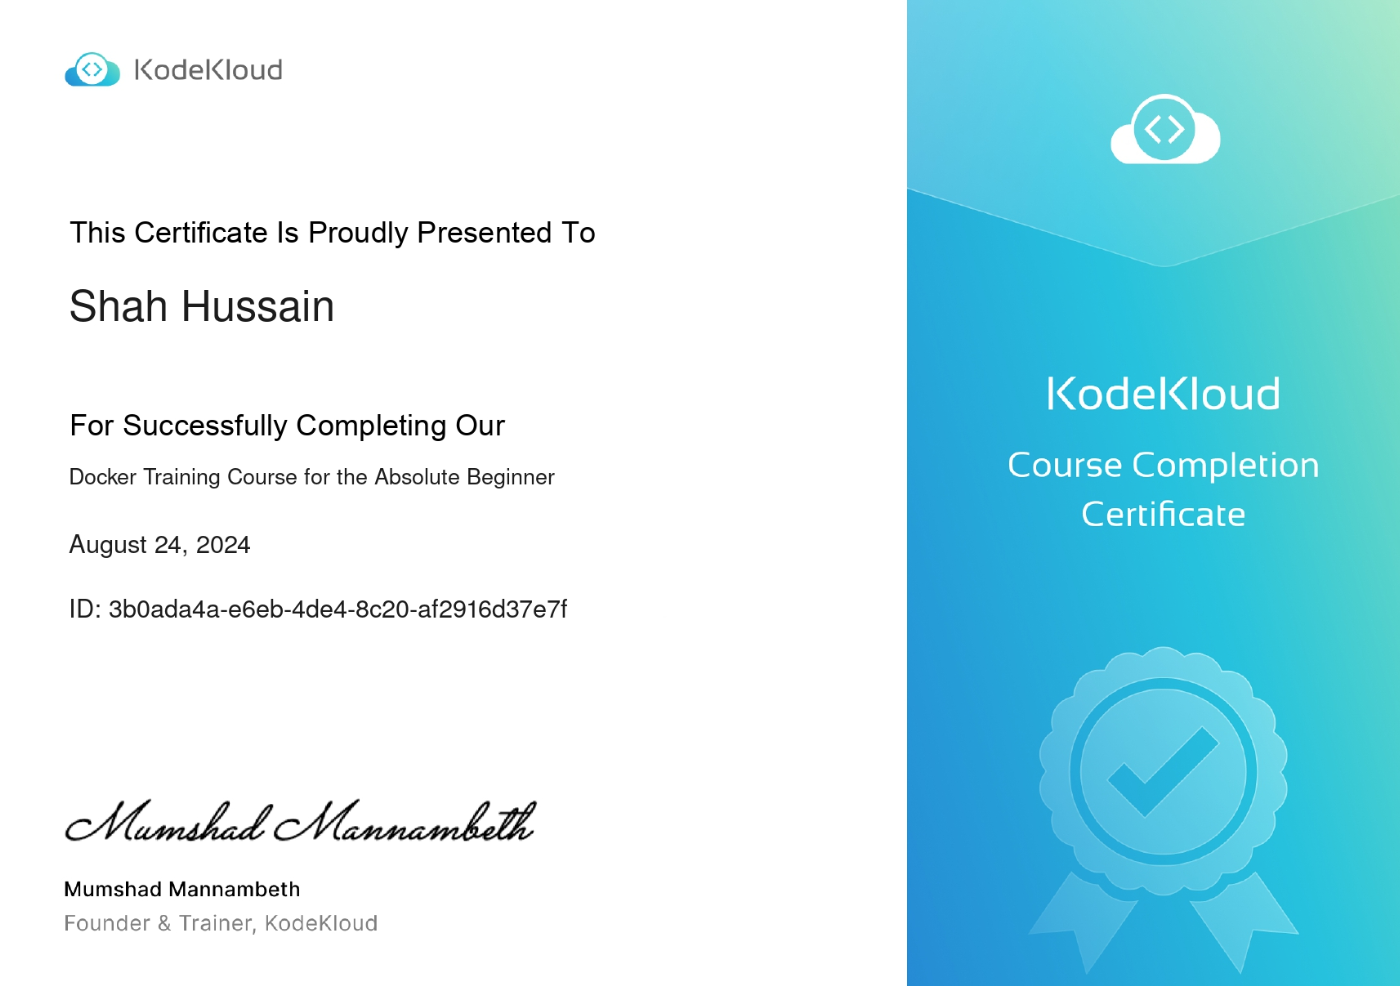 KodeKloud
This Certificate Is Proudly Presented To
Shah Hussain
For Successfully Completing Our
Docker Training Course for the Absolute Beginner
August 24, 2024
ID: 3b0ada4a-e6eb-4de4-8c20-af2916d37e7f
Mumshad Mannambeth
Mumshad Mannambeth
Founder & Trainer, KodeKloud
KodeKloud
Course Completion
Certificate